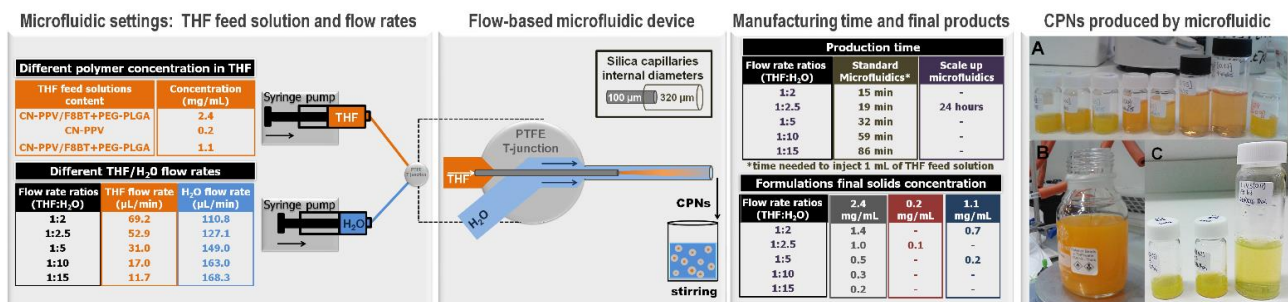 Microfluidic settings: THF feed solution and flow rates
Different polymer concentration in THF
THF feed solutions content Concentration (mg/mL)
CN-PPV/F8BT+PEG-PLGA 2.4
CN-PPV 0.2
CN-PPV/F8BT+PEG-PLGA 1.1
Different THF/H₂O flow rates
Flow rate ratios (THF:H₂O) THF flow rate (µL/min) H₂O flow rate (µL/min)
1:2 69.2 110.8
1:2.5 52.9 127.1
1:5 31.0 149.0
1:10 17.0 163.0
1:15 11.7 168.3
Syringe pump
THF
Syringe pump
H₂O
PTFE
T-junction
Flow-based microfluidic device
Silica capillaries
internal diameters
100 µm 320 µm
PTFE
T-junction
THF
H₂O
CPNs
stirring
Manufacturing time and final products
Production time
Flow rate ratios (THF:H₂O) Standard Microfluidics* Scale up microfluidics
1:2 15 min -
1:2.5 19 min 24 hours
1:5 32 min -
1:10 59 min -
1:15 86 min -
*time needed to inject 1 mL of THF feed solution
Formulations final solids concentration
Flow rate ratios (THF:H₂O) 2.4 mg/mL 0.2 mg/mL 1.1 mg/mL
1:2 1.4 - 0.7
1:2.5 1.0 0.1 -
1:5 0.5 - 0.2
1:10 0.3 - -
1:15 0.2 - -
CPNs produced by microfluidic
A
B
C